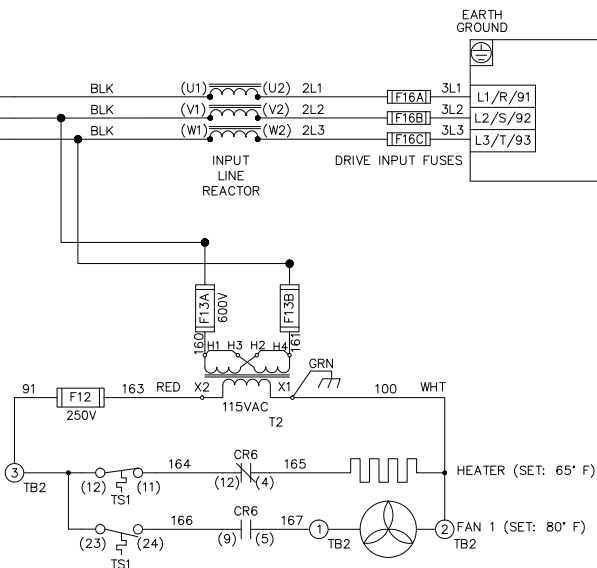 EARTH
GROUND
BLK (U1) (U2) 2L1 F16A 3L1 L1/R/91
BLK (V1) (V2) 2L2 F16B 3L2 L2/S/92
BLK (W1) (W2) 2L3 F16C 3L3 L3/T/93
INPUT
LINE
REACTOR
DRIVE INPUT FUSES
F13A
600V
F13B
160
161
H1 H3 H2 H4
GRN
91 F12 163 RED X2 X1 100 WHT
250V
115VAC
T2
3
TB2
164 CR6 165
(12) (11) (12) (4)
TS1
HEATER (SET: 65° F)
166 CR6 167
(23) (24) (9) (5)
TS1
1
TB2
2
TB2
FAN 1 (SET: 80° F)